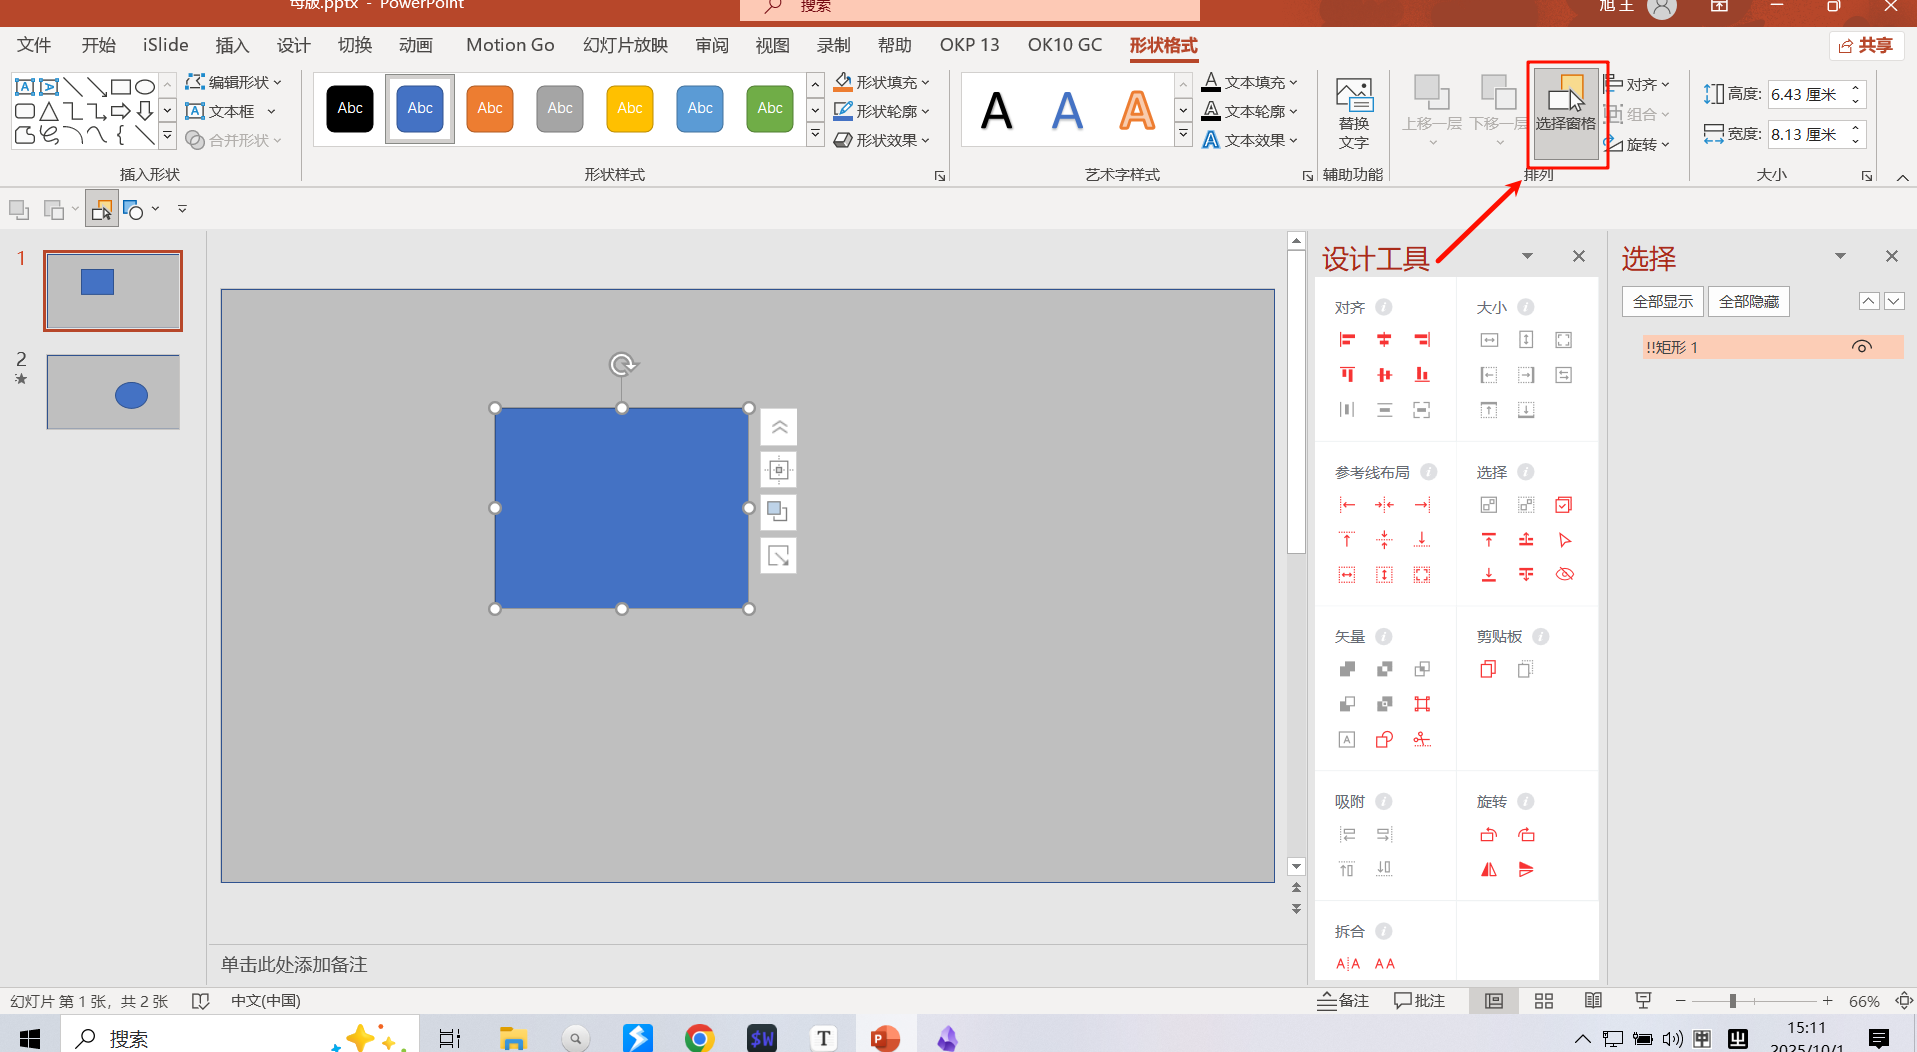 母版.pptx - PowerPoint
搜索
旭 王
文件 开始 iSlide 插入 设计 切换 动画 Motion Go 幻灯片放映 审阅 视图 录制 帮助 OKP 13 OK10 GC 形状格式 共享
编辑形状
文本框
合并形状
插入形状
Abc Abc Abc Abc Abc Abc Abc
形状填充
形状轮廓
形状效果
形状样式
A A A
文本填充
文本轮廓
文本效果
艺术字样式
替换
文字
辅助功能
上移一层 下移一层 选择窗格
对齐
组合
旋转
排列
高度: 6.43 厘米
宽度: 8.13 厘米
大小
1
2
设计工具
对齐 大小
参考线布局 选择
矢量 剪贴板
吸附 旋转
拆合
A|A AA
选择
全部显示 全部隐藏
!!矩形 1
单击此处添加备注
幻灯片 第 1 张，共 2 张 中文(中国) 备注 批注 66%
搜索
$W
T
P
中
15:11
2025/10/1